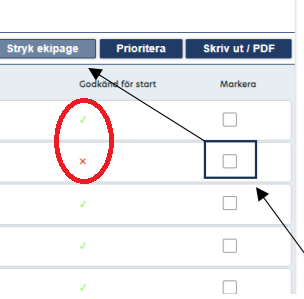 Stryk ekipage Prioritera Skriv ut / PDF
Godkänd för start Markera